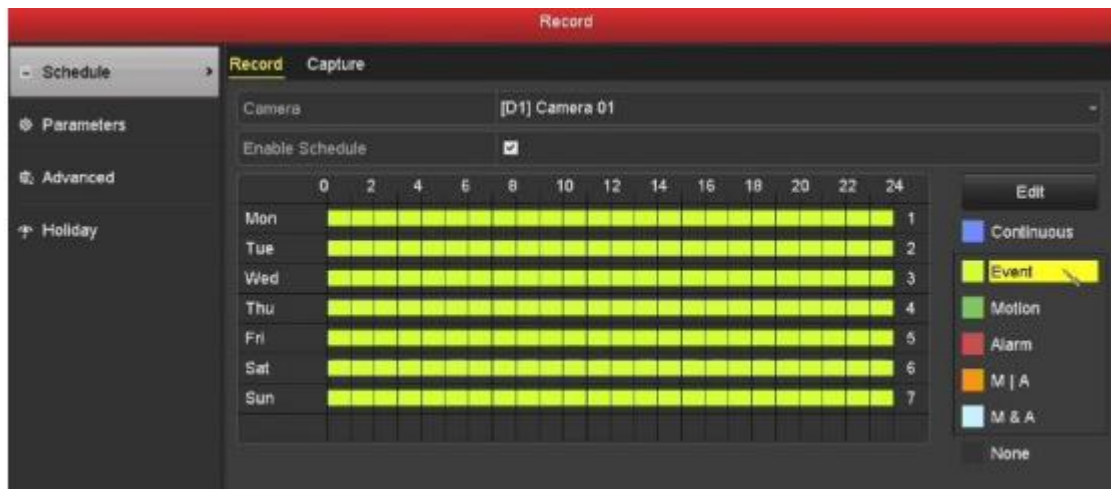 Record
Schedule
Parameters
Advanced
Holiday
Record Capture
Camera [D1] Camera 01
Enable Schedule
0 2 4 6 8 10 12 14 16 18 20 22 24
Mon 1
Tue 2
Wed 3
Thu 4
Fri 5
Sat 6
Sun 7
Edit
Continuous
Event
Motion
Alarm
M | A
M & A
None